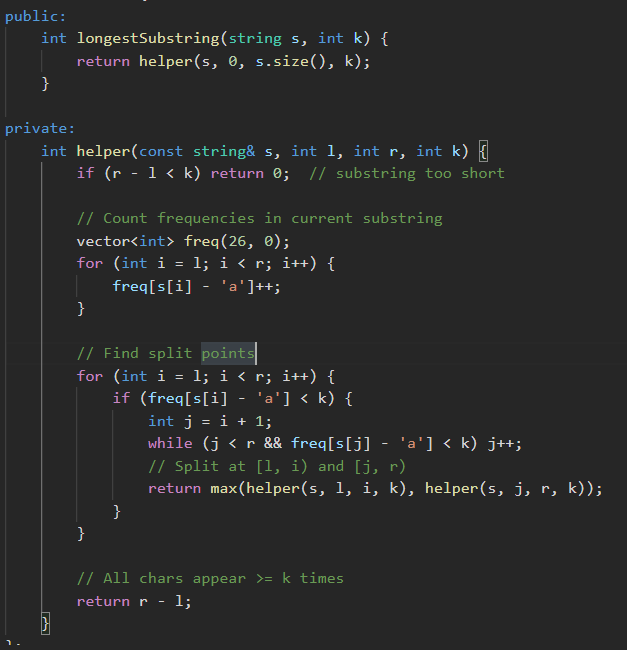 public:
    int longestSubstring(string s, int k) {
        return helper(s, 0, s.size(), k);
    }

private:
    int helper(const string& s, int l, int r, int k) {
        if (r - l < k) return 0;  // substring too short

        // Count frequencies in current substring
        vector<int> freq(26, 0);
        for (int i = l; i < r; i++) {
            freq[s[i] - 'a']++;
        }

        // Find split points
        for (int i = l; i < r; i++) {
            if (freq[s[i] - 'a'] < k) {
                int j = i + 1;
                while (j < r && freq[s[j] - 'a'] < k) j++;
                // Split at [l, i) and [j, r)
                return max(helper(s, l, i, k), helper(s, j, r, k));
            }
        }

        // All chars appear >= k times
        return r - l;
    }
};